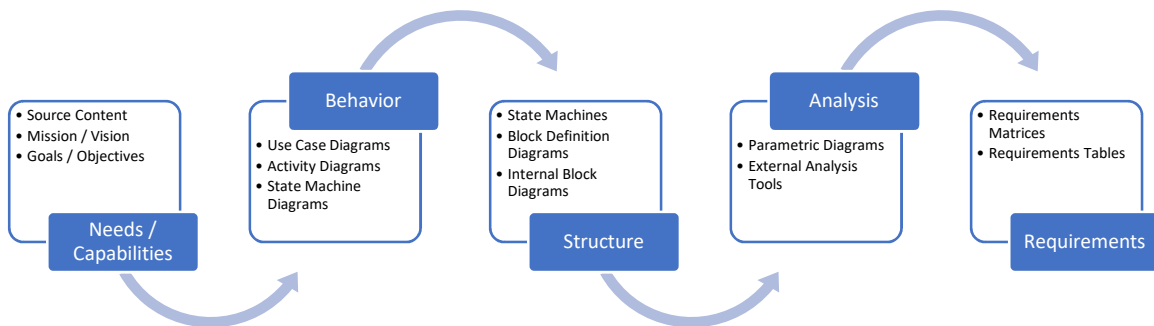 • Source Content
• Mission / Vision
• Goals / Objectives
Needs /
Capabilities
Behavior
• Use Case Diagrams
• Activity Diagrams
• State Machine
Diagrams
• State Machines
• Block Definition
Diagrams
• Internal Block
Diagrams
Structure
Analysis
• Parametric Diagrams
• External Analysis
Tools
• Requirements
Matrices
• Requirements Tables
Requirements